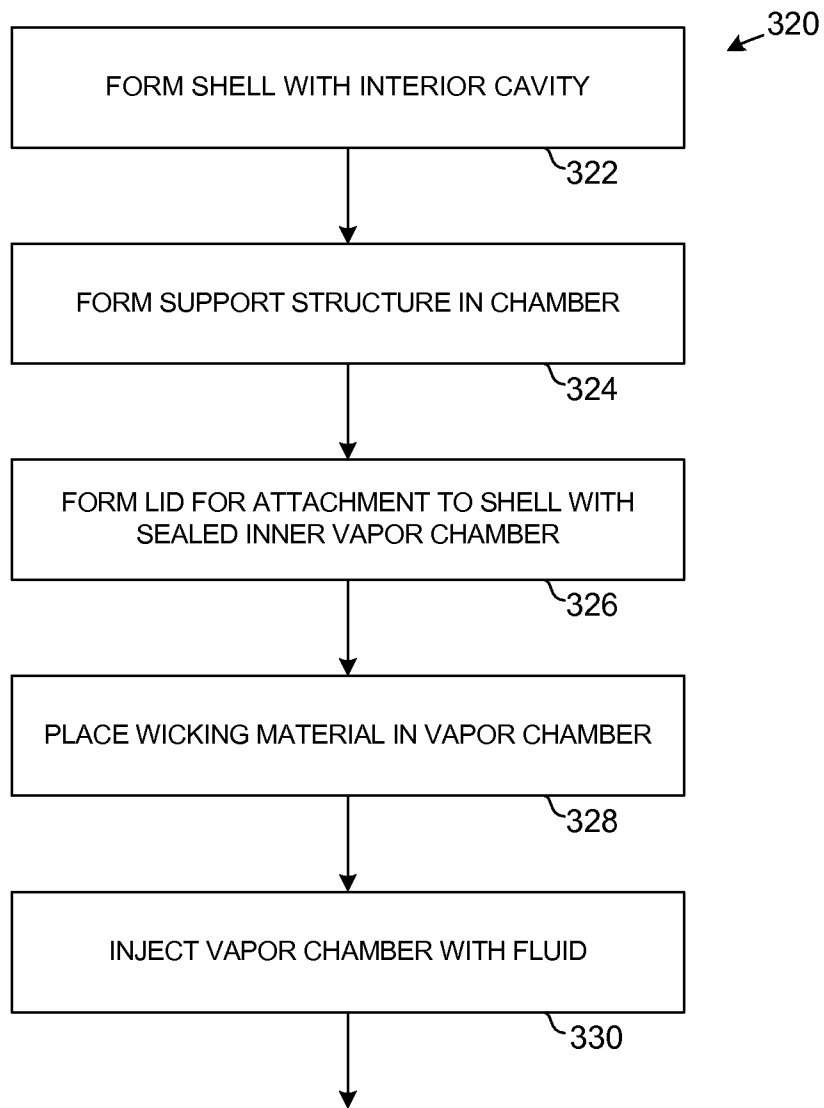 320
FORM SHELL WITH INTERIOR CAVITY
322
FORM SUPPORT STRUCTURE IN CHAMBER
324
FORM LID FOR ATTACHMENT TO SHELL WITH
SEALED INNER VAPOR CHAMBER
326
PLACE WICKING MATERIAL IN VAPOR CHAMBER
328
INJECT VAPOR CHAMBER WITH FLUID
330